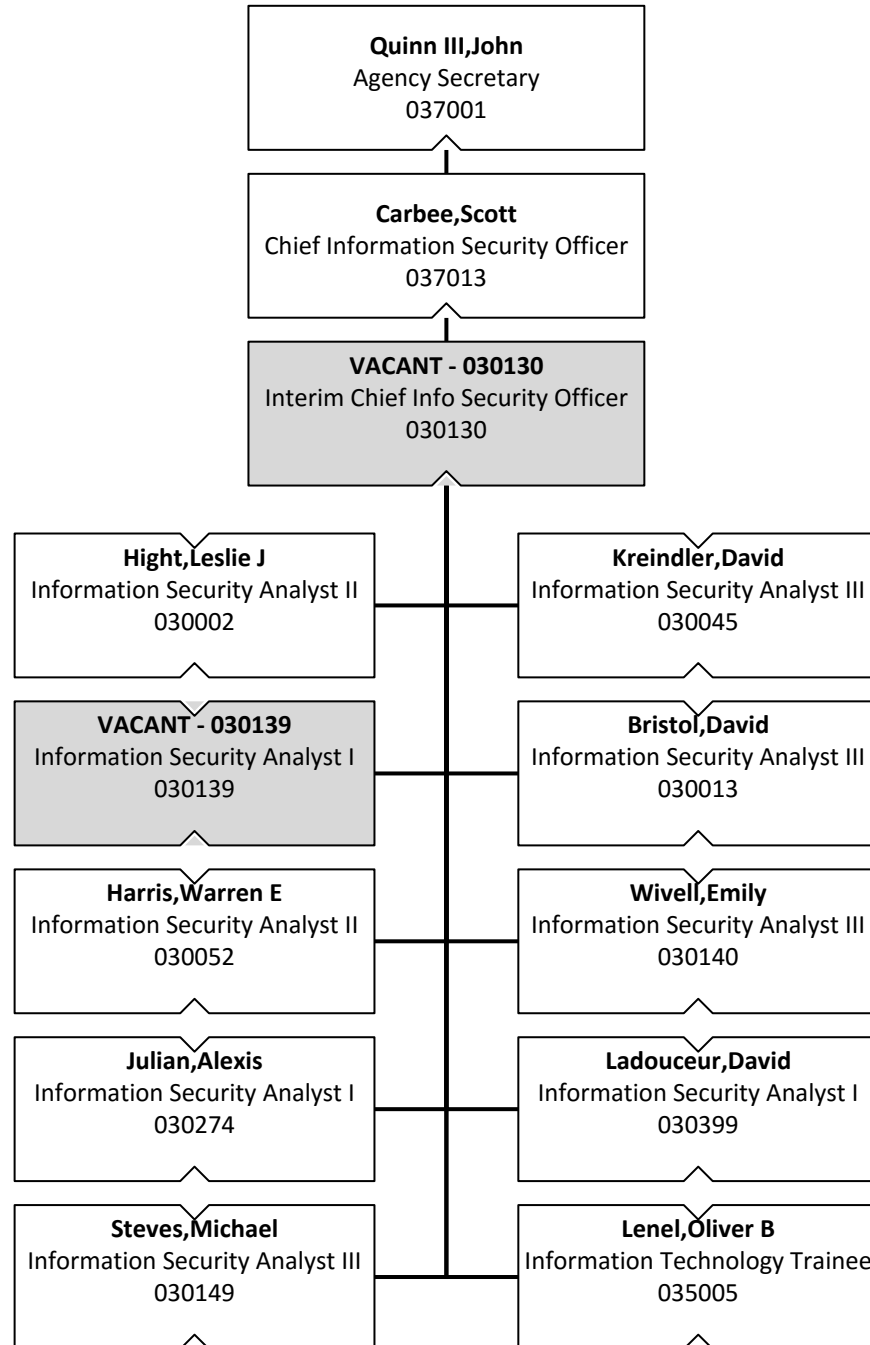 Quinn III,John
Agency Secretary
037001
Carbee,Scott
Chief Information Security Officer
037013
VACANT - 030130
Interim Chief Info Security Officer
030130
Hight,Leslie J
Information Security Analyst II
030002
Kreindler,David
Information Security Analyst III
030045
VACANT - 030139
Information Security Analyst I
030139
Bristol,David
Information Security Analyst III
030013
Harris,Warren E
Information Security Analyst II
030052
Wivell,Emily
Information Security Analyst III
030140
Julian,Alexis
Information Security Analyst I
030274
Ladouceur,David
Information Security Analyst I
030399
Steves,Michael
Information Security Analyst III
030149
Lenel,Oliver B
Information Technology Trainee
035005